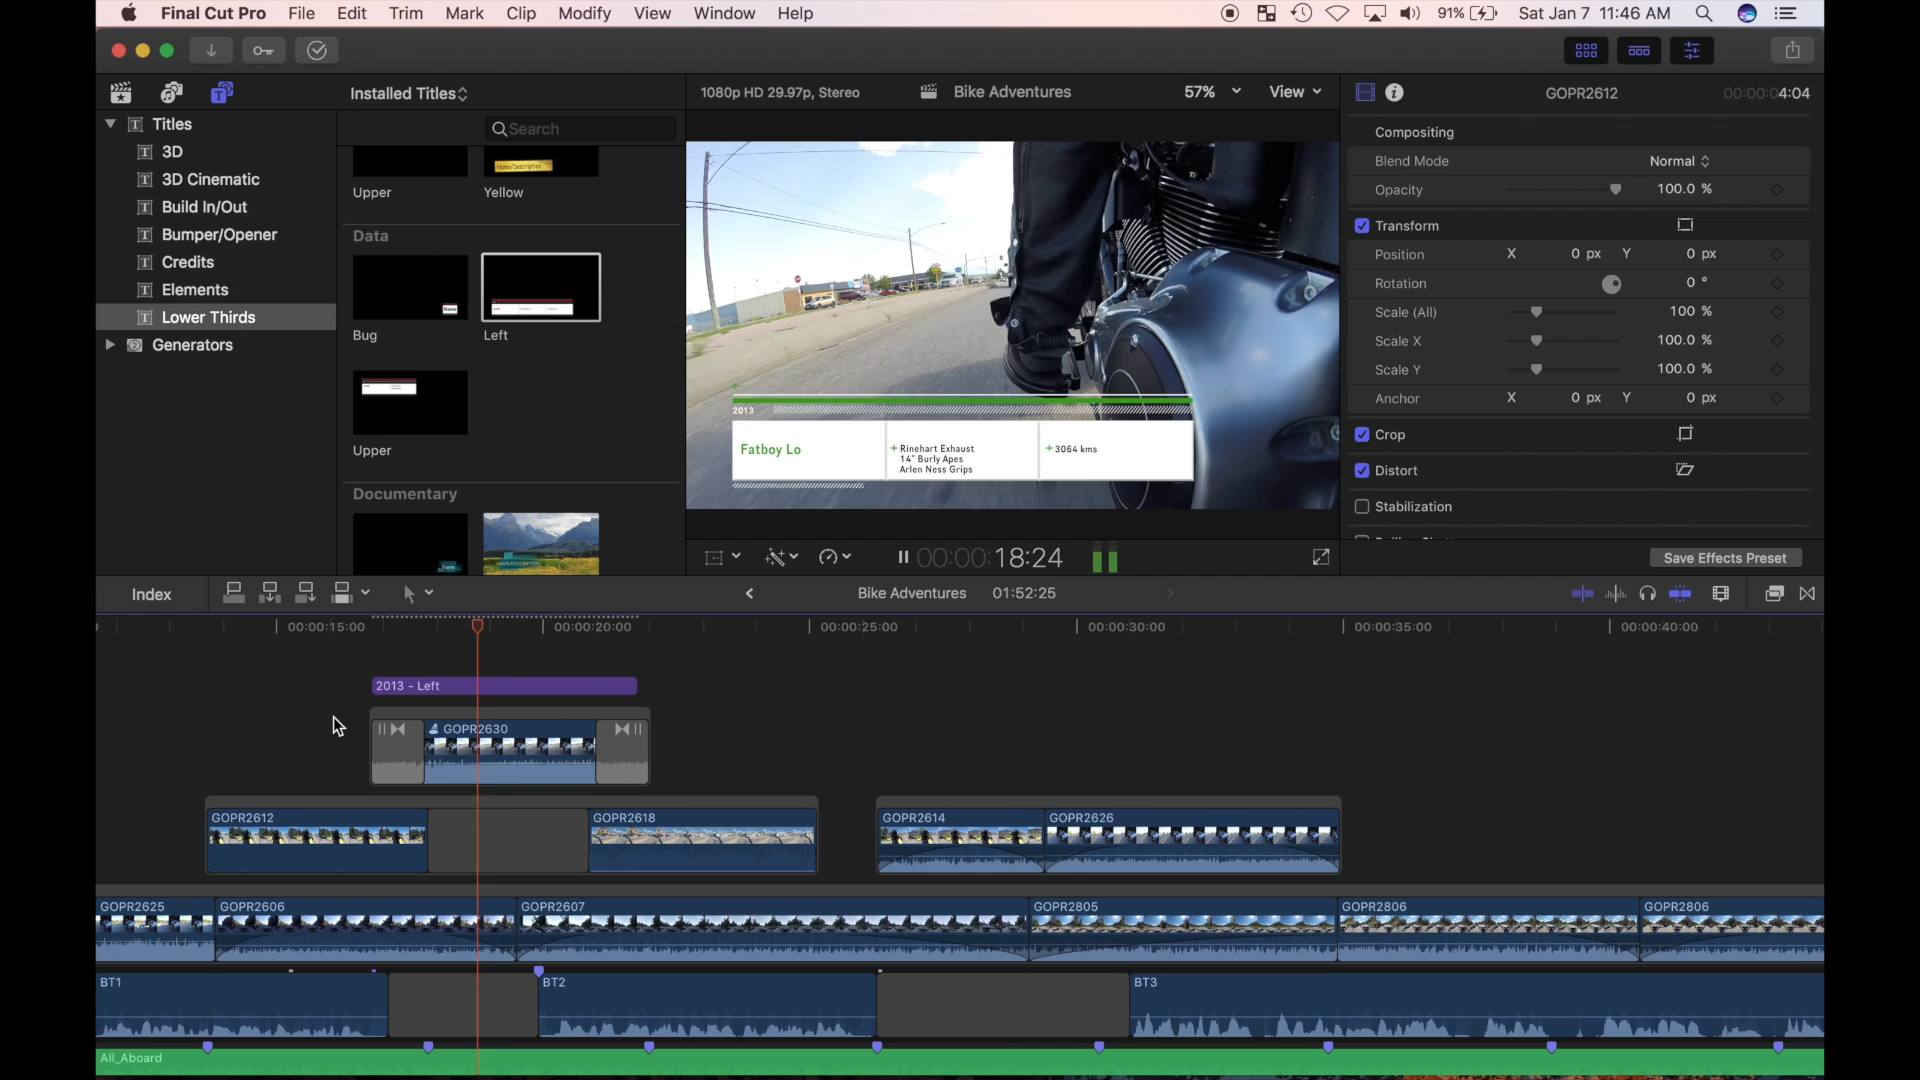 Final Cut Pro File Edit Trim Mark Clip Modify View Window Help 91% Sat Jan 7 11:46 AM
Installed Titles
1080p HD 29.97p, Stereo Bike Adventures 57% View
GOPR2612 00:00:04:04
Titles
3D
3D Cinematic
Build In/Out
Bumper/Opener
Credits
Elements
Lower Thirds
Generators
Search
Name/Description
Upper Yellow
Data
Name
Bug Left
Upper
Documentary
2013
Fatboy Lo
+ Rinehart Exhaust
14" Burly Apes
Arlen Ness Grips
+ 3064 kms
Compositing
Blend Mode Normal
Opacity 100.0 %
Transform
Position X 0 px Y 0 px
Rotation 0 °
Scale (All) 100 %
Scale X 100.0 %
Scale Y 100.0 %
Anchor X 0 px Y 0 px
Crop
Distort
Stabilization
Save Effects Preset
00:00:18:24
Index Bike Adventures 01:52:25
00:00:15:00 00:00:20:00 00:00:25:00 00:00:30:00 00:00:35:00 00:00:40:00
2013 - Left
GOPR2630
GOPR2612 GOPR2618 GOPR2614 GOPR2626
GOPR2625 GOPR2606 GOPR2607 GOPR2805 GOPR2806 GOPR2806
BT1 BT2 BT3
All_Aboard